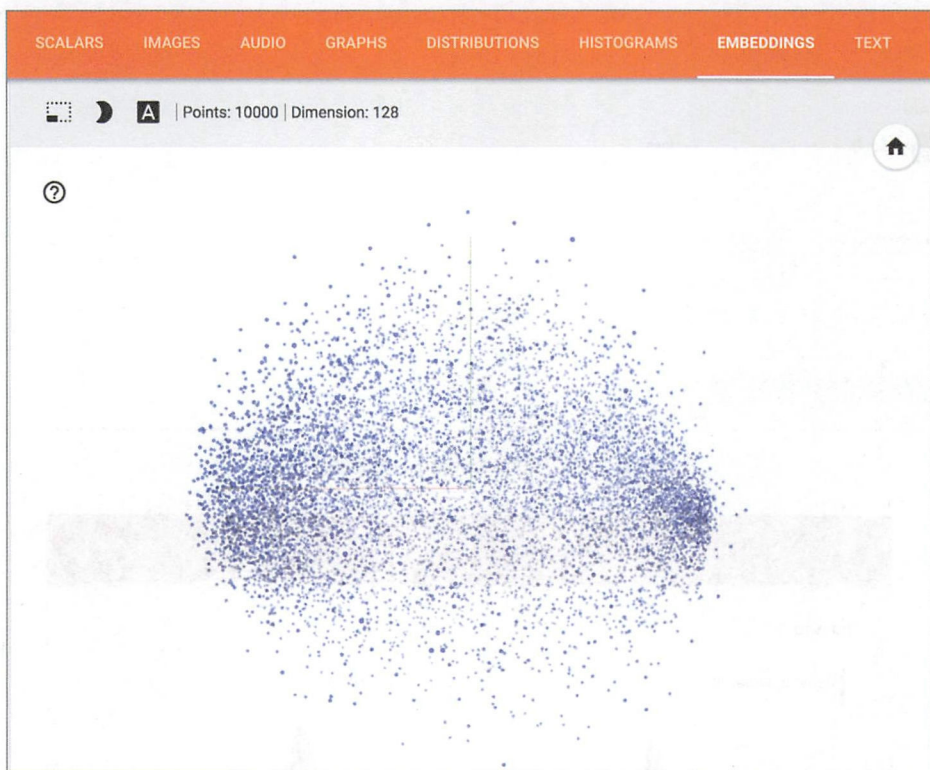 SCALARS IMAGES AUDIO GRAPHS DISTRIBUTIONS HISTOGRAMS EMBEDDINGS TEXT
A | Points: 10000 | Dimension: 128
?